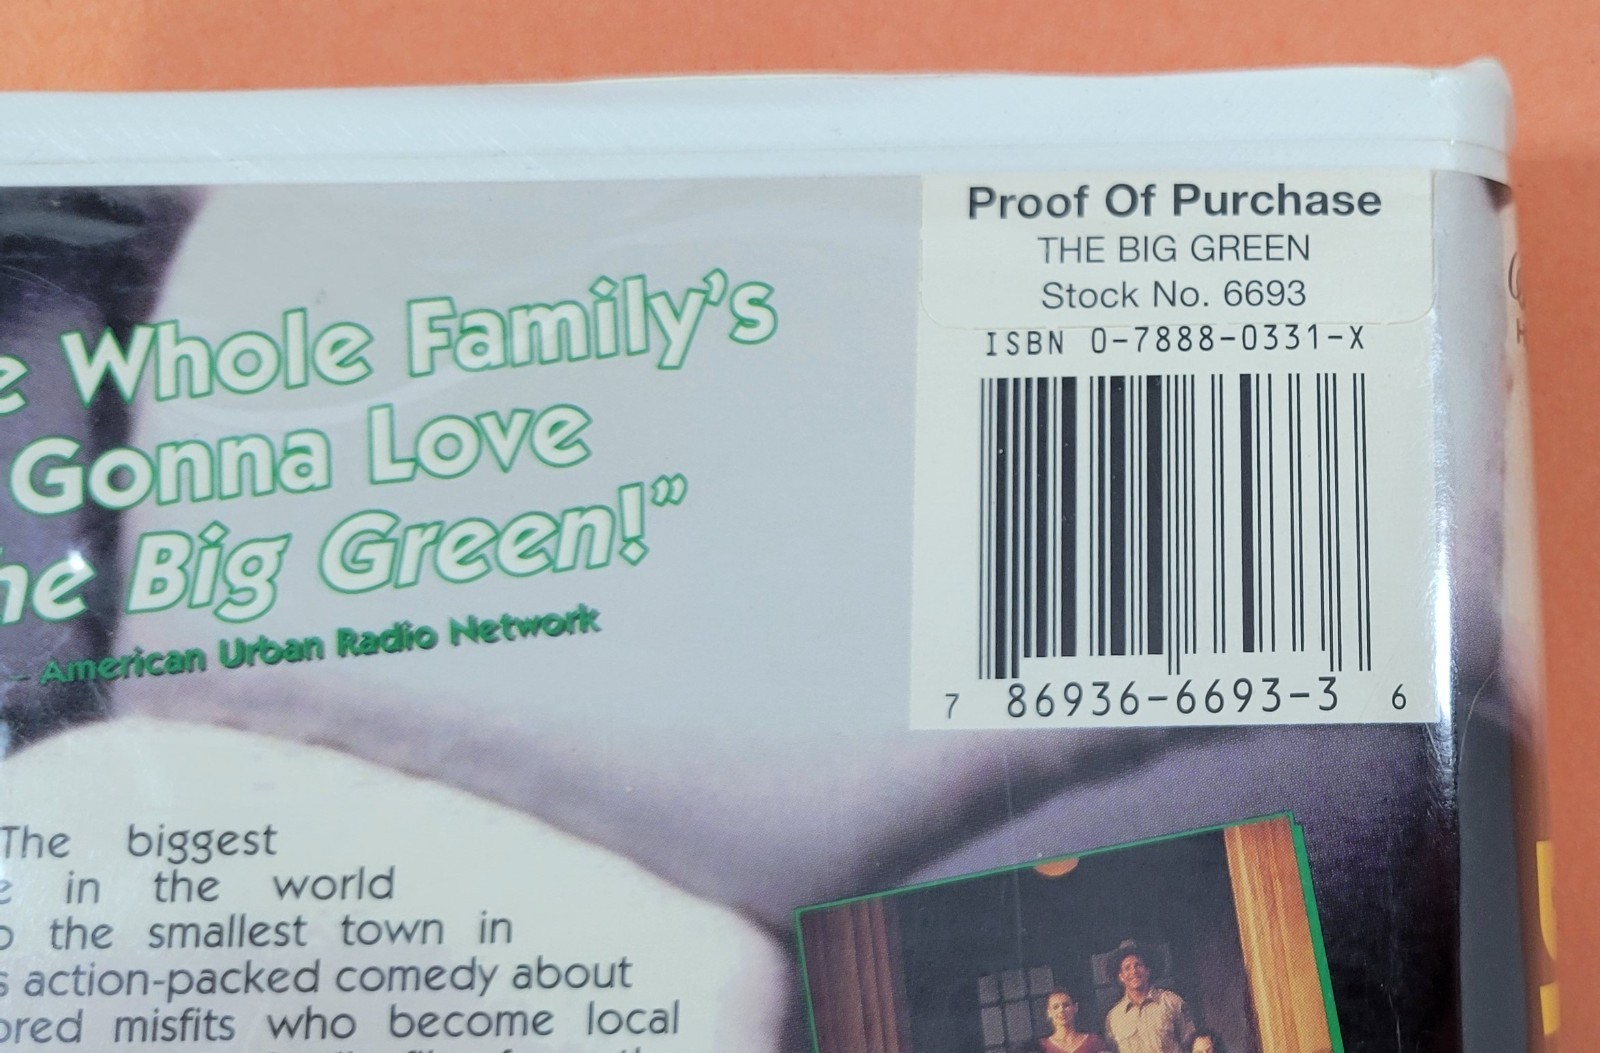 Proof Of Purchase
THE BIG GREEN
Stock No. 6693
ISBN 0-7888-0331-X
7 86936-6693-3 6
Whole Family's
Gonna Love
Big Green!”
– American Urban Radio Network
The biggest
in the world
the smallest town in
action-packed comedy about
misfits who become local